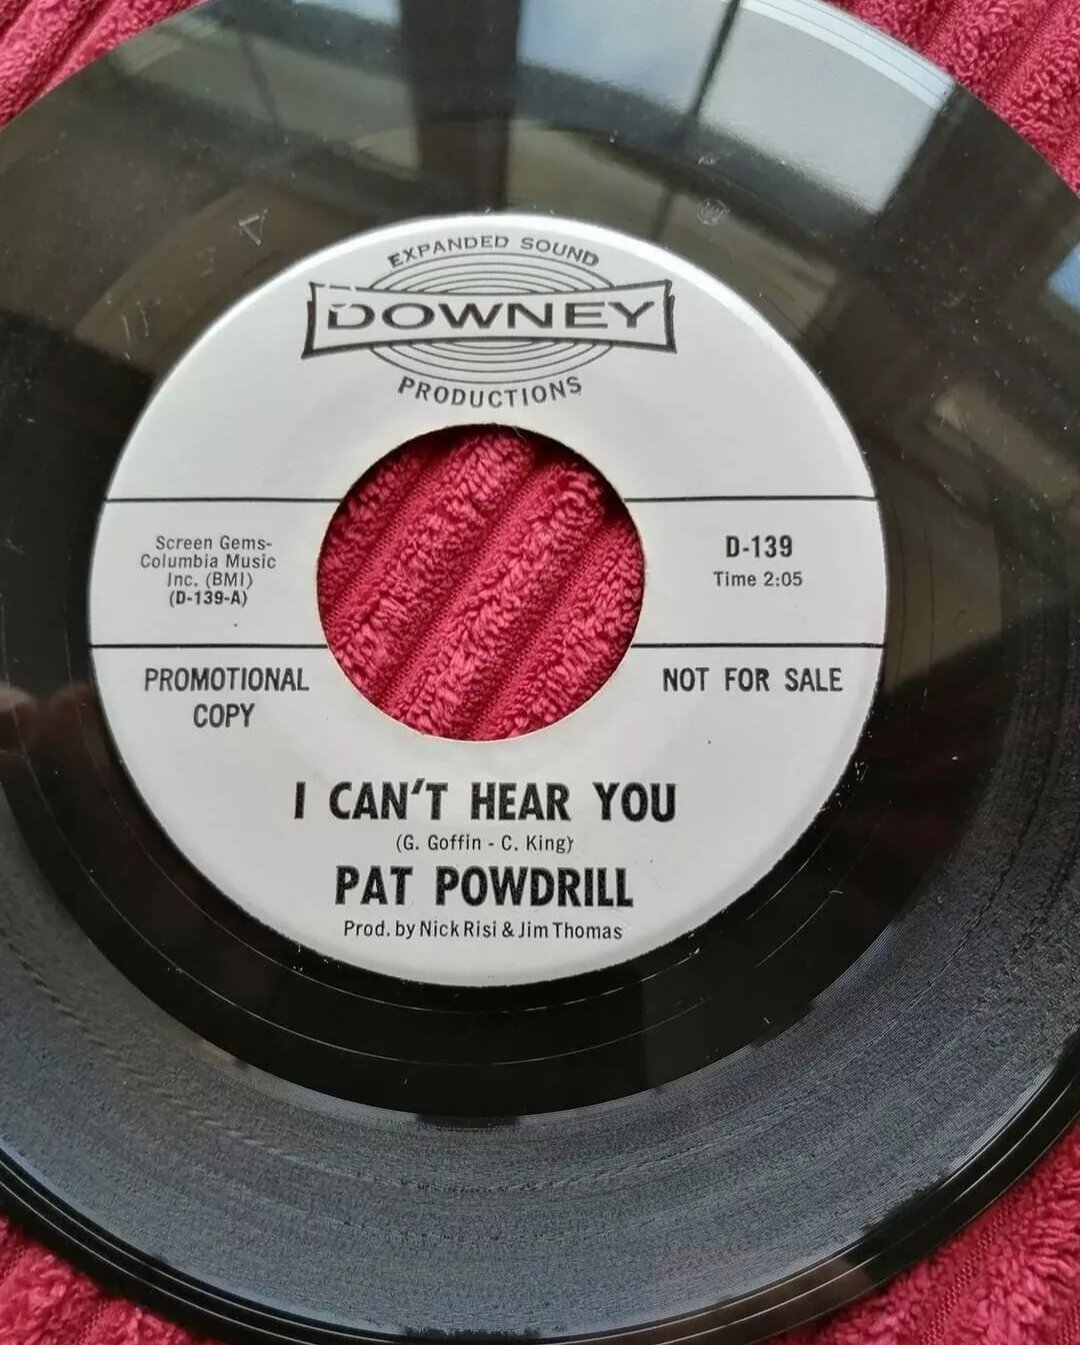 EXPANDED SOUND
DOWNEY
PRODUCTIONS
Screen Gems-
Columbia Music
Inc. (BMI)
(D-139-A)
D-139
Time 2:05
PROMOTIONAL
COPY
NOT FOR SALE
I CAN'T HEAR YOU
(G. Goffin - C. King)
PAT POWDRILL
Prod. by Nick Risi & Jim Thomas